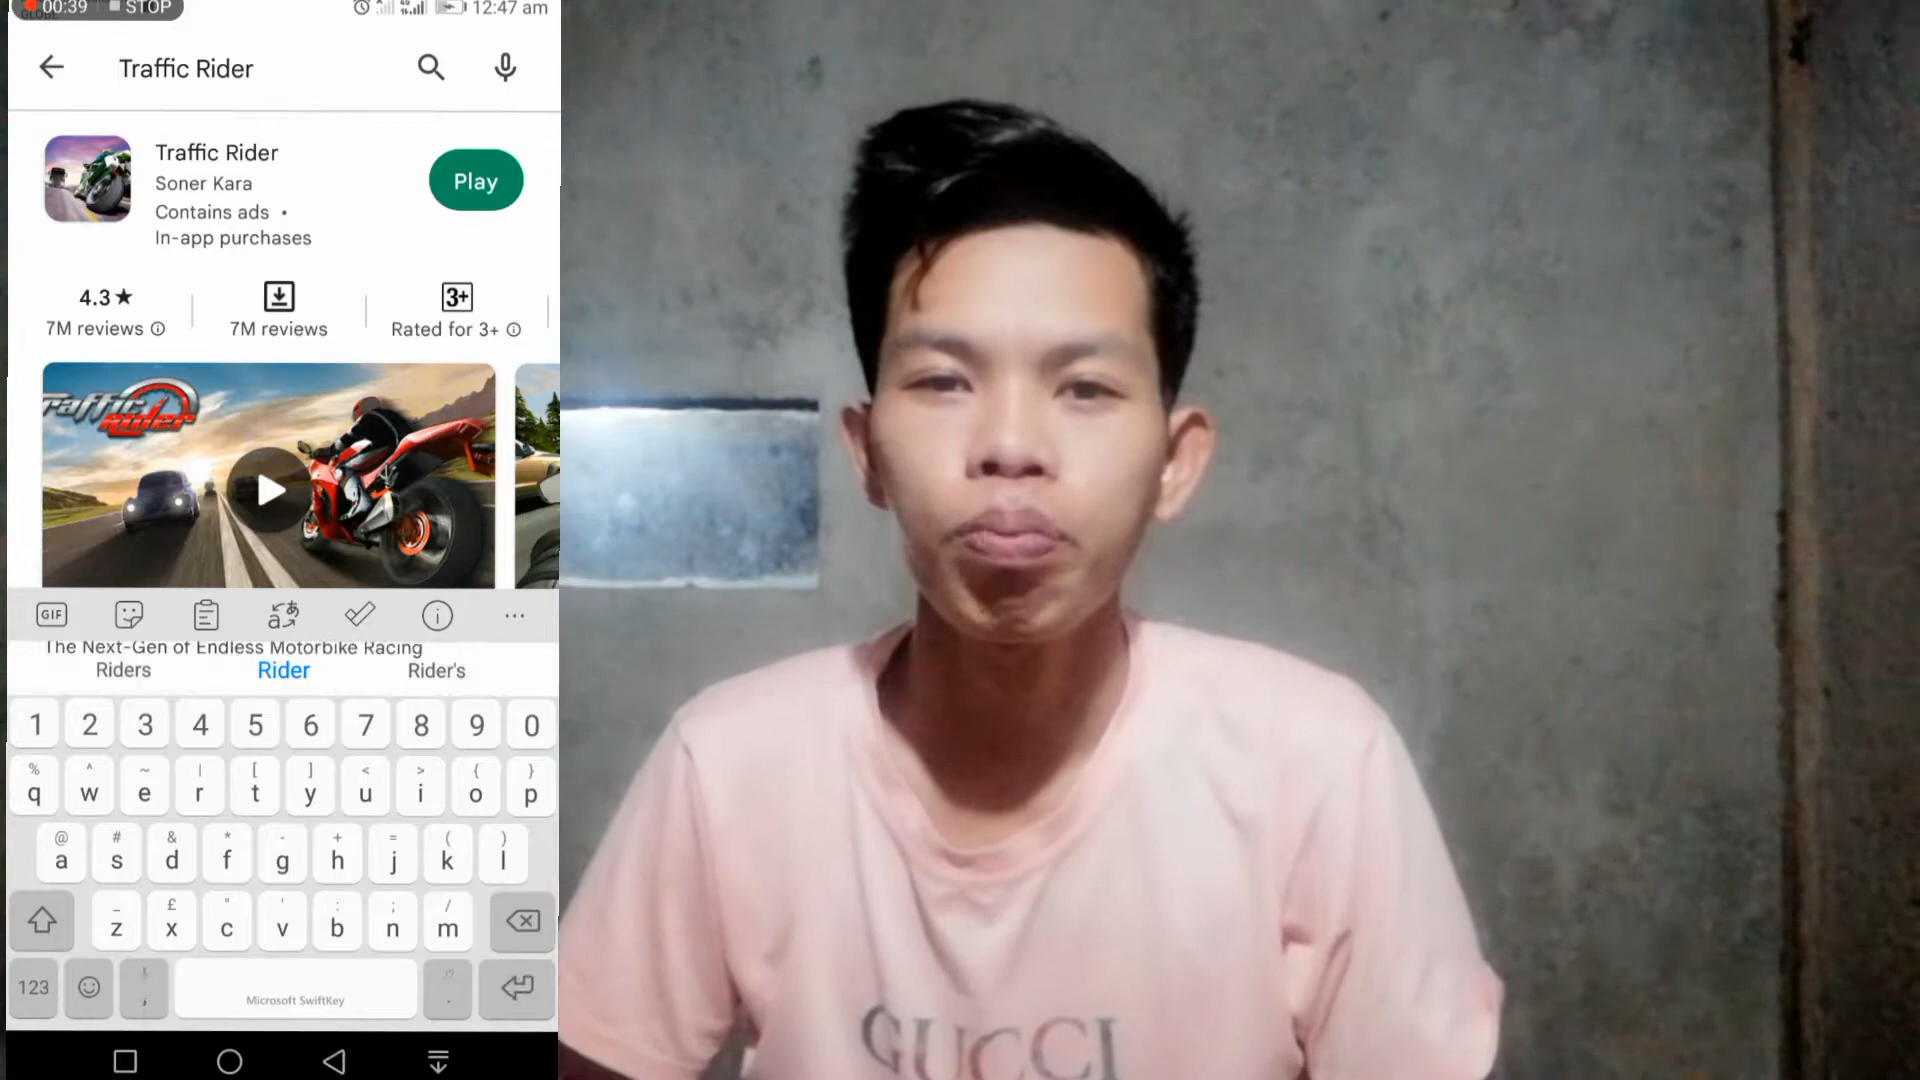 00:39 STOP 12:47 am
GLOBE
Traffic Rider
Traffic Rider
Soner Kara
Contains ads •
In-app purchases
Play
4.3★
7M reviews
7M reviews
3+
Rated for 3+
Traffic
Rider
GIF
The Next-Gen of Endless Motorbike Racing
Riders Rider Rider's
1 2 3 4 5 6 7 8 9 0
% ^ ~ | [ ] < > { }
q w e r t y u i o p
@ # & * - + = ( )
a s d f g h j k l
_ £ " ' : ; /
z x c v b n m
123 , Microsoft SwiftKey .
GUCCI